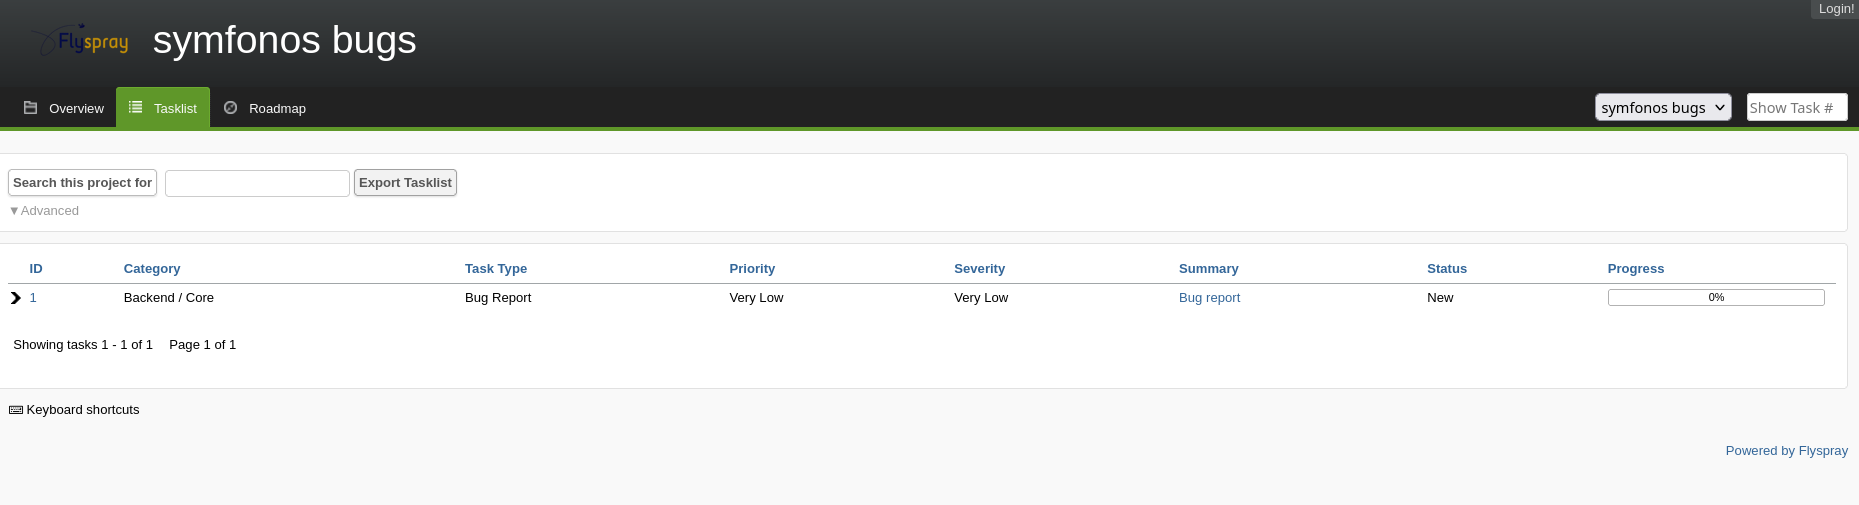 Login!
Flyspray symfonos bugs
Overview Tasklist Roadmap symfonos bugs Show Task #
Search this project for Export Tasklist
▼Advanced
ID Category Task Type Priority Severity Summary Status Progress
1 Backend / Core Bug Report Very Low Very Low Bug report New 0%
Showing tasks 1 - 1 of 1 Page 1 of 1
Keyboard shortcuts
Powered by Flyspray